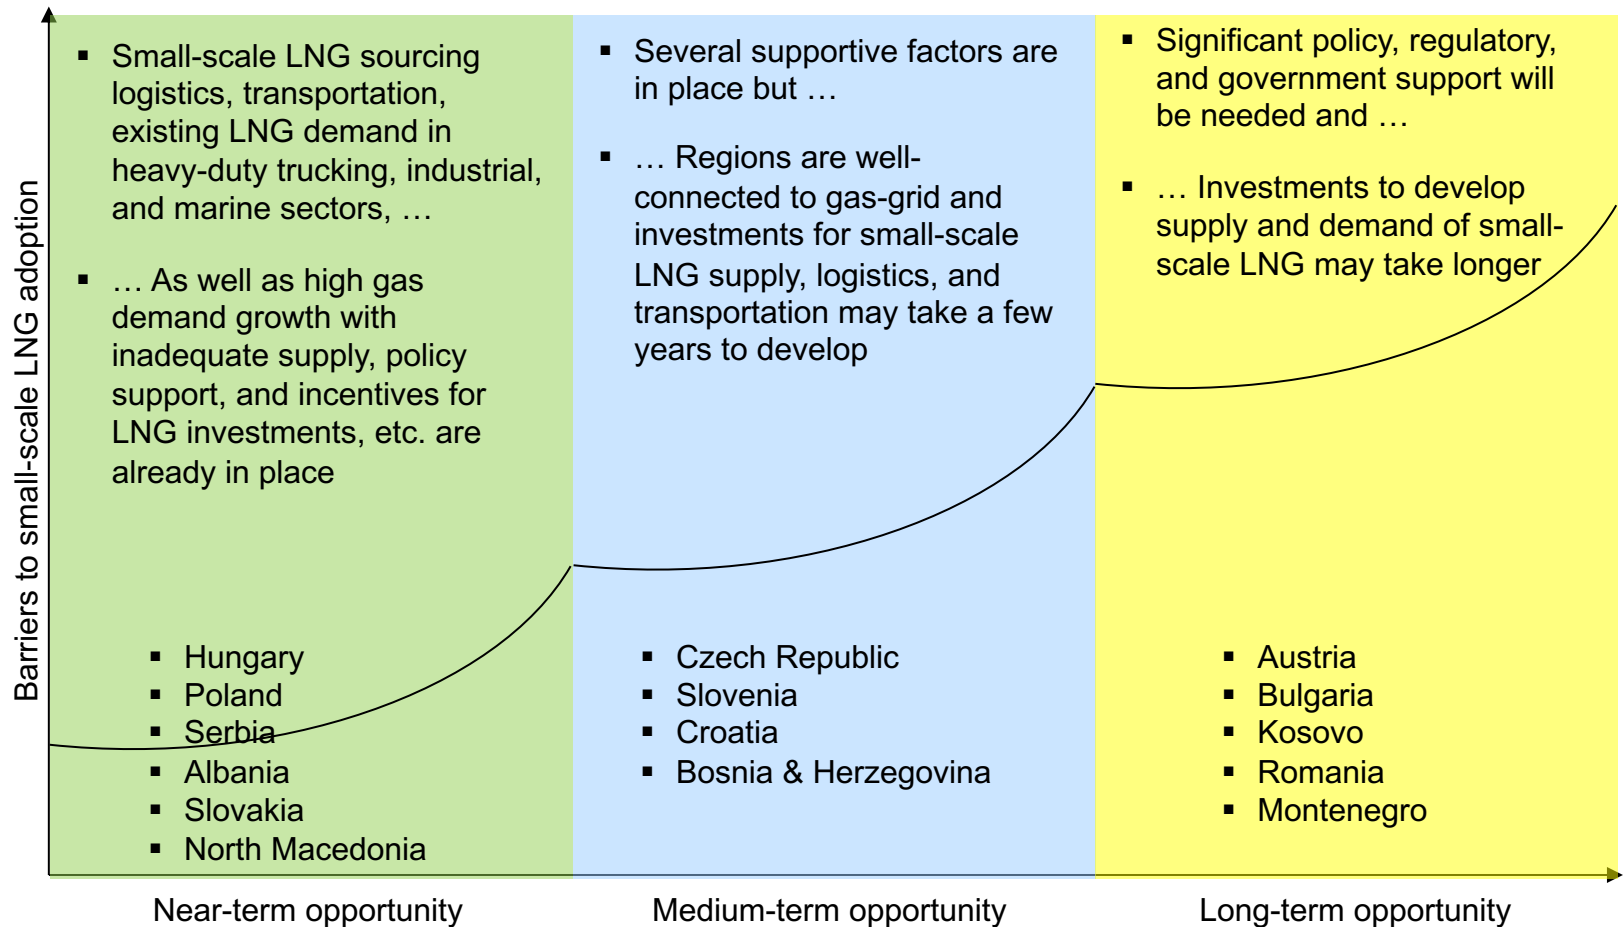 Barriers to small-scale LNG adoption
▪ Small-scale LNG sourcing
logistics, transportation,
existing LNG demand in
heavy-duty trucking, industrial,
and marine sectors, …
▪ … As well as high gas
demand growth with
inadequate supply, policy
support, and incentives for
LNG investments, etc. are
already in place
▪ Hungary
▪ Poland
▪ Serbia
▪ Albania
▪ Slovakia
▪ North Macedonia
Near-term opportunity
▪ Several supportive factors are
in place but …
▪ … Regions are well-
connected to gas-grid and
investments for small-scale
LNG supply, logistics, and
transportation may take a few
years to develop
▪ Czech Republic
▪ Slovenia
▪ Croatia
▪ Bosnia & Herzegovina
Medium-term opportunity
▪ Significant policy, regulatory,
and government support will
be needed and …
▪ … Investments to develop
supply and demand of small-
scale LNG may take longer
▪ Austria
▪ Bulgaria
▪ Kosovo
▪ Romania
▪ Montenegro
Long-term opportunity